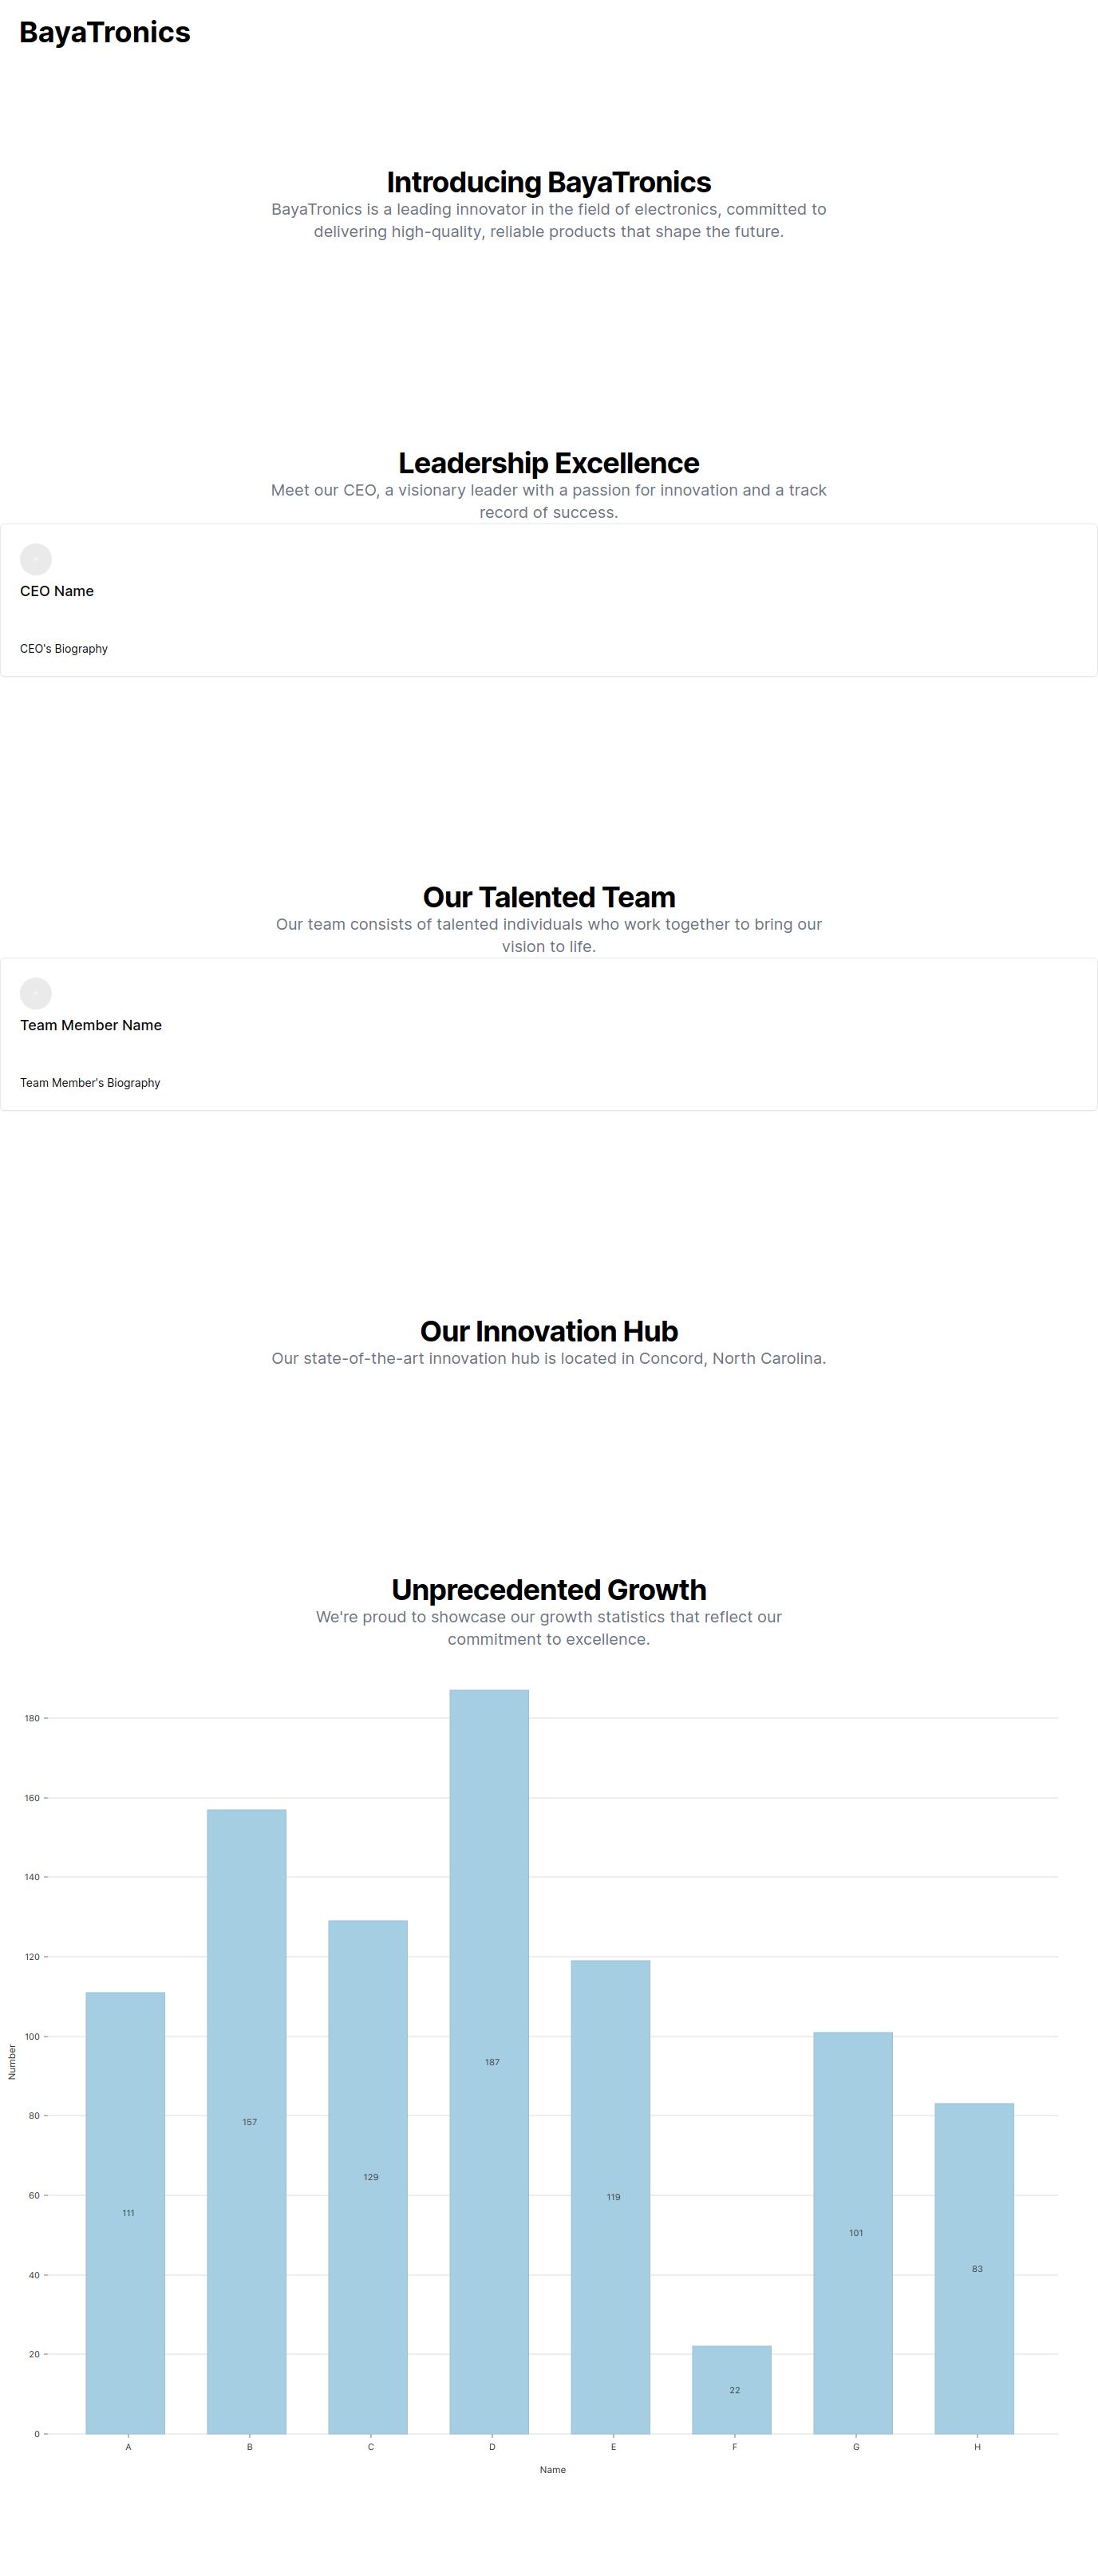 BayaTronics
Introducing BayaTronics
BayaTronics is a leading innovator in the field of electronics, committed to
delivering high-quality, reliable products that shape the future.
Leadership Excellence
Meet our CEO, a visionary leader with a passion for innovation and a track
record of success.
CEO Name
CEO's Biography
Our Talented Team
Our team consists of talented individuals who work together to bring our
vision to life.
Team Member Name
Team Member's Biography
Our Innovation Hub
Our state-of-the-art innovation hub is located in Concord, North Carolina.
Unprecedented Growth
We're proud to showcase our growth statistics that reflect our
commitment to excellence.
180
160
140
120
100
80
60
40
20
0
Number
111
157
129
187
119
22
101
83
A B C D E F G H
Name